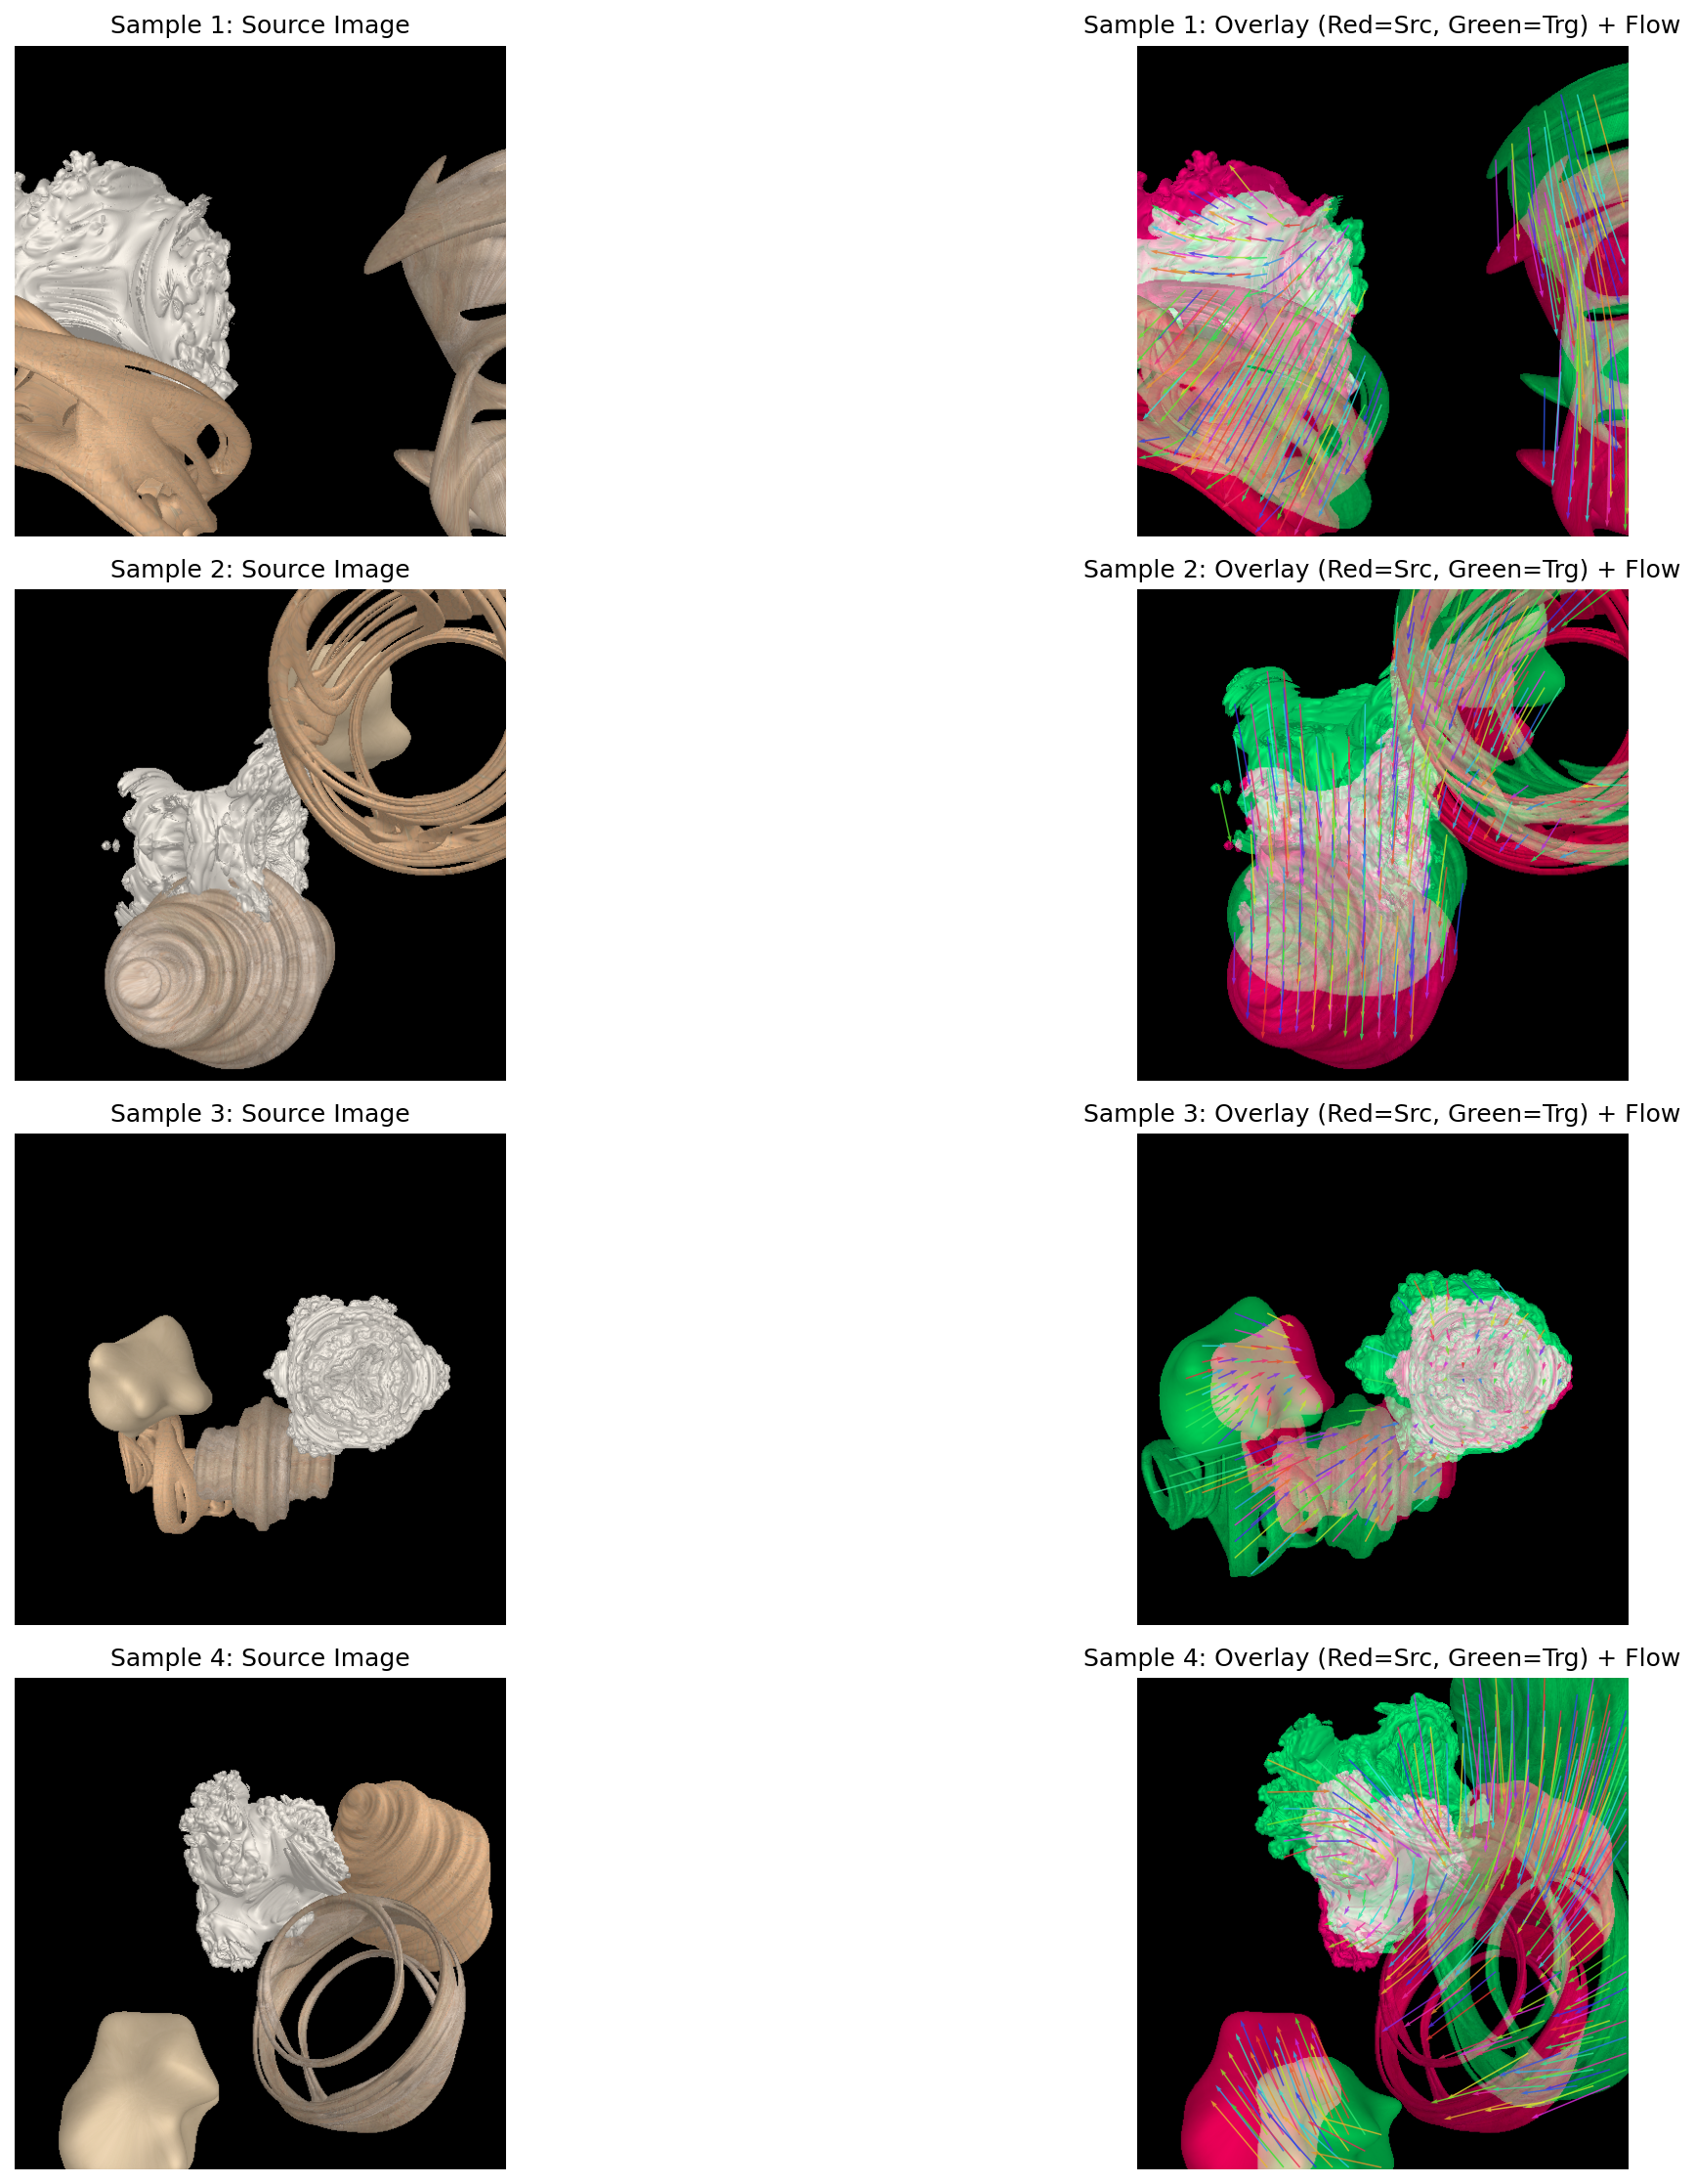 Sample 1: Source Image
Sample 1: Overlay (Red=Src, Green=Trg) + Flow
Sample 2: Source Image
Sample 2: Overlay (Red=Src, Green=Trg) + Flow
Sample 3: Source Image
Sample 3: Overlay (Red=Src, Green=Trg) + Flow
Sample 4: Source Image
Sample 4: Overlay (Red=Src, Green=Trg) + Flow